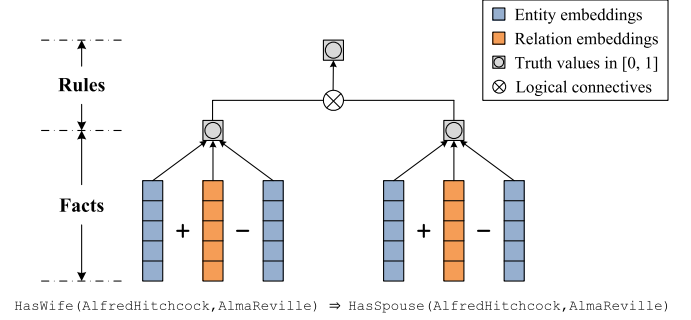 Entity embeddings
Relation embeddings
Truth values in [0, 1]
Logical connectives
Rules
Facts
+ −
+ −
HasWife(AlfredHitchcock,AlmaReville) ⇒ HasSpouse(AlfredHitchcock,AlmaReville)